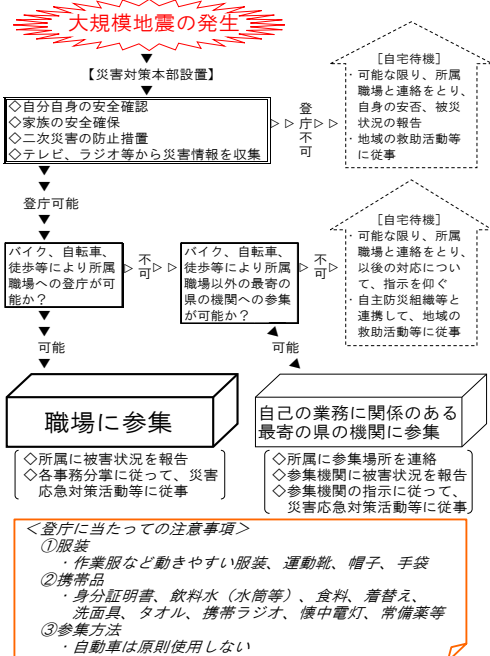 大規模地震の発生
▼
【災害対策本部設置】
▼
◇自分自身の安全確認
◇家族の安全確保
◇二次災害の防止措置
◇テレビ、ラジオ等から災害情報を収集
▷▷登庁不可▷▷
［自宅待機］
・可能な限り、所属
職場と連絡をとり、
自身の安否、被災
状況の報告
・地域の救助活動等
に従事
▼
▼
登庁可能
▼
▼
バイク、自転車、
徒歩等により所属
職場への登庁が可
能か？
▷不可▷▷
バイク、自転車、
徒歩等により所属
職場以外の最寄の
県の機関への参集
が可能か？
▷不可▷
［自宅待機］
・可能な限り、所属
職場と連絡をとり、
以後の対応につい
て、指示を仰ぐ
・自主防災組織等と
連携して、地域の
救助活動等に従事
▼
▼
可能
▼
職場に参集
◇所属に被害状況を報告
◇各事務分掌に従って、災害
応急対策活動等に従事
▲
可能
▲
自己の業務に関係のある
最寄の県の機関に参集
◇所属に参集場所を連絡
◇参集機関に被害状況を報告
◇参集機関の指示に従って、
災害応急対策活動等に従事
＜登庁に当たっての注意事項＞
①服装
・作業服など動きやすい服装、運動靴、帽子、手袋
②携帯品
・身分証明書、飲料水（水筒等）、食料、着替え、
洗面具、タオル、携帯ラジオ、懐中電灯、常備薬等
③参集方法
・自動車は原則使用しない